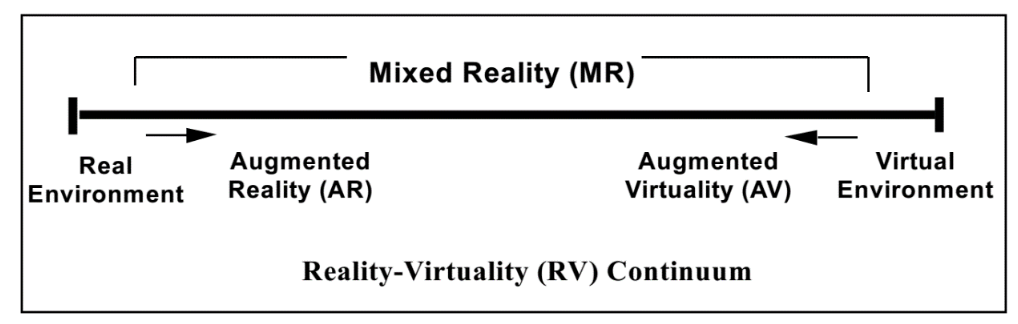 Mixed Reality (MR)
Real
Environment
Augmented
Reality (AR)
Augmented
Virtuality (AV)
Virtual
Environment
Reality-Virtuality (RV) Continuum